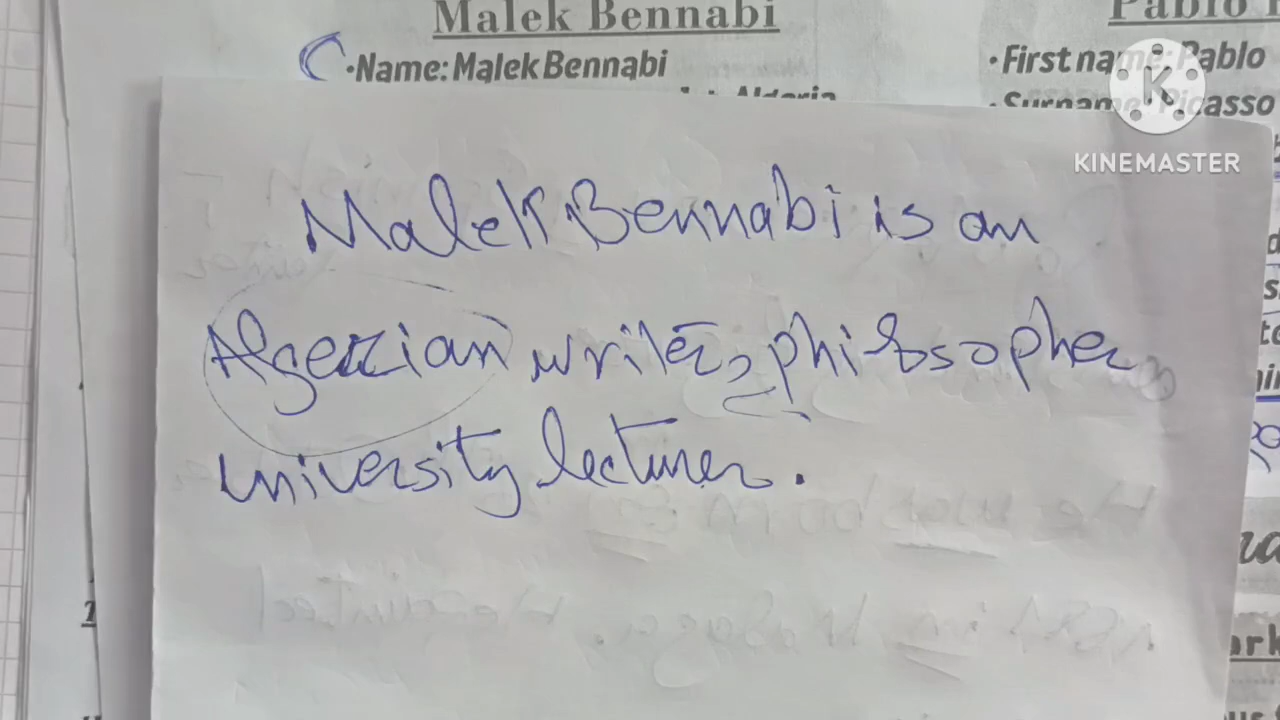 Malek Bennabi
•Name: Malek Bennabi
Pablo
•First name: Pablo
•Surname: Picasso
KINEMASTER
Malek Bennabi is an
Algerian writer, philosopher
university lecturer.